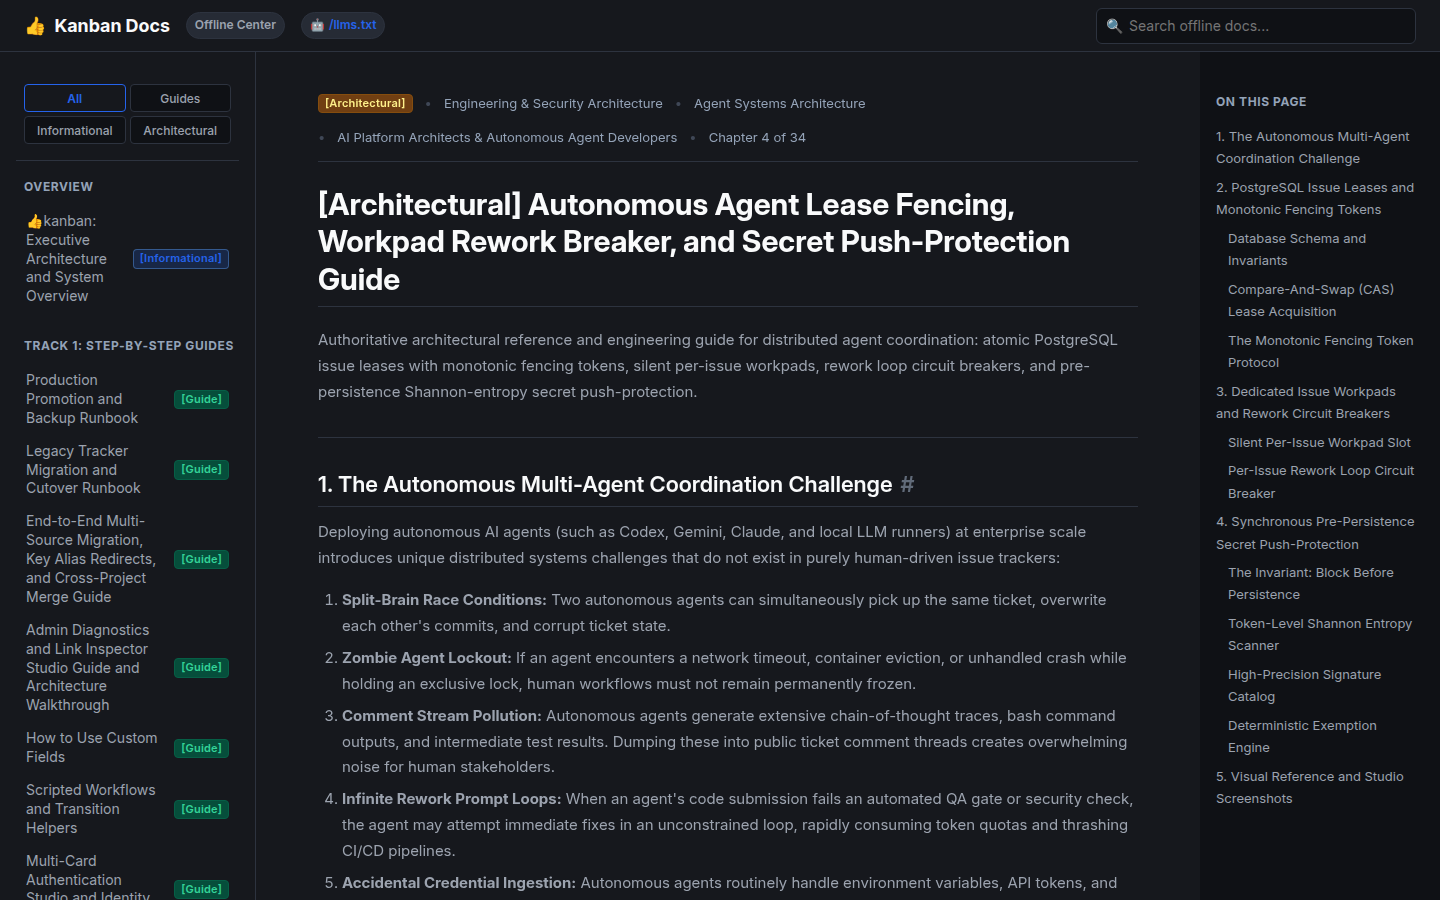 👍 Kanban Docs
Offline Center
🤖 /llms.txt
🔍 Search offline docs...
All
Guides
Informational
Architectural
OVERVIEW
👍kanban:
Executive
Architecture
and System
Overview
[Informational]
TRACK 1: STEP-BY-STEP GUIDES
Production
Promotion and
Backup Runbook
[Guide]
Legacy Tracker
Migration and
Cutover Runbook
[Guide]
End-to-End Multi-
Source Migration,
Key Alias Redirects,
and Cross-Project
Merge Guide
[Guide]
Admin Diagnostics
and Link Inspector
Studio Guide and
Architecture
Walkthrough
[Guide]
How to Use Custom
Fields
[Guide]
Scripted Workflows
and Transition
Helpers
[Guide]
Multi-Card
Authentication
Studio and Identity
[Guide]
[Architectural] • Engineering & Security Architecture • Agent Systems Architecture
• AI Platform Architects & Autonomous Agent Developers • Chapter 4 of 34
[Architectural] Autonomous Agent Lease Fencing,
Workpad Rework Breaker, and Secret Push-Protection
Guide
Authoritative architectural reference and engineering guide for distributed agent coordination: atomic PostgreSQL
issue leases with monotonic fencing tokens, silent per-issue workpads, rework loop circuit breakers, and pre-
persistence Shannon-entropy secret push-protection.
1. The Autonomous Multi-Agent Coordination Challenge #
Deploying autonomous AI agents (such as Codex, Gemini, Claude, and local LLM runners) at enterprise scale
introduces unique distributed systems challenges that do not exist in purely human-driven issue trackers:
1. Split-Brain Race Conditions: Two autonomous agents can simultaneously pick up the same ticket, overwrite
each other's commits, and corrupt ticket state.
2. Zombie Agent Lockout: If an agent encounters a network timeout, container eviction, or unhandled crash while
holding an exclusive lock, human workflows must not remain permanently frozen.
3. Comment Stream Pollution: Autonomous agents generate extensive chain-of-thought traces, bash command
outputs, and intermediate test results. Dumping these into public ticket comment threads creates overwhelming
noise for human stakeholders.
4. Infinite Rework Prompt Loops: When an agent's code submission fails an automated QA gate or security check,
the agent may attempt immediate fixes in an unconstrained loop, rapidly consuming token quotas and thrashing
CI/CD pipelines.
5. Accidental Credential Ingestion: Autonomous agents routinely handle environment variables, API tokens, and
ON THIS PAGE
1. The Autonomous Multi-Agent
Coordination Challenge
2. PostgreSQL Issue Leases and
Monotonic Fencing Tokens
Database Schema and
Invariants
Compare-And-Swap (CAS)
Lease Acquisition
The Monotonic Fencing Token
Protocol
3. Dedicated Issue Workpads
and Rework Circuit Breakers
Silent Per-Issue Workpad Slot
Per-Issue Rework Loop Circuit
Breaker
4. Synchronous Pre-Persistence
Secret Push-Protection
The Invariant: Block Before
Persistence
Token-Level Shannon Entropy
Scanner
High-Precision Signature
Catalog
Deterministic Exemption
Engine
5. Visual Reference and Studio
Screenshots